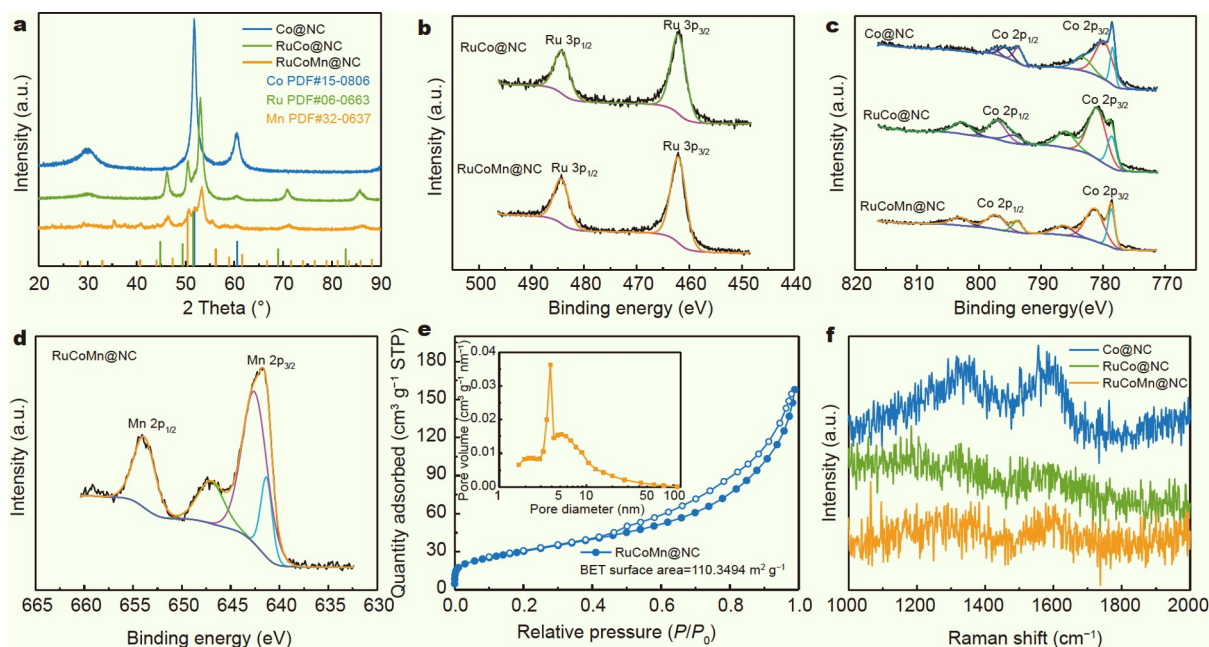 a
Co@NC
RuCo@NC
RuCoMn@NC
Co PDF#15-0806
Ru PDF#06-0663
Mn PDF#32-0637
Intensity (a.u.)
20 30 40 50 60 70 80 90
2 Theta (°)
b
RuCo@NC
Ru 3p1/2
Ru 3p3/2
RuCoMn@NC
Ru 3p1/2
Ru 3p3/2
Intensity (a.u.)
500 490 480 470 460 450 440
Binding energy (eV)
c
Co@NC
Co 2p1/2
Co 2p3/2
RuCo@NC
Co 2p1/2
Co 2p3/2
RuCoMn@NC
Co 2p1/2
Co 2p3/2
Intensity (a.u.)
820 810 800 790 780 770
Binding energy(eV)
d
RuCoMn@NC
Mn 2p3/2
Mn 2p1/2
Intensity (a.u.)
665 660 655 650 645 640 635 630
Binding energy (eV)
e
Quantity adsorbed (cm³ g⁻¹ STP)
180
150
120
90
60
30
0
Pore volume (cm³ g⁻¹ nm⁻¹)
0.04
0.03
0.02
0.01
0.00
1 5 10 50 100
Pore diameter (nm)
RuCoMn@NC
BET surface area=110.3494 m² g⁻¹
0.0 0.2 0.4 0.6 0.8 1.0
Relative pressure (P/P0)
f
Co@NC
RuCo@NC
RuCoMn@NC
Intensity (a.u.)
1000 1200 1400 1600 1800 2000
Raman shift (cm⁻¹)